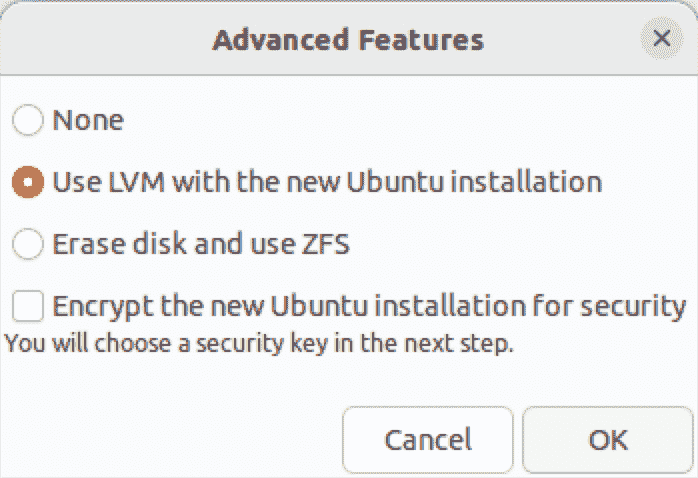 Advanced Features
None
Use LVM with the new Ubuntu installation
Erase disk and use ZFS
Encrypt the new Ubuntu installation for security
You will choose a security key in the next step.
Cancel OK